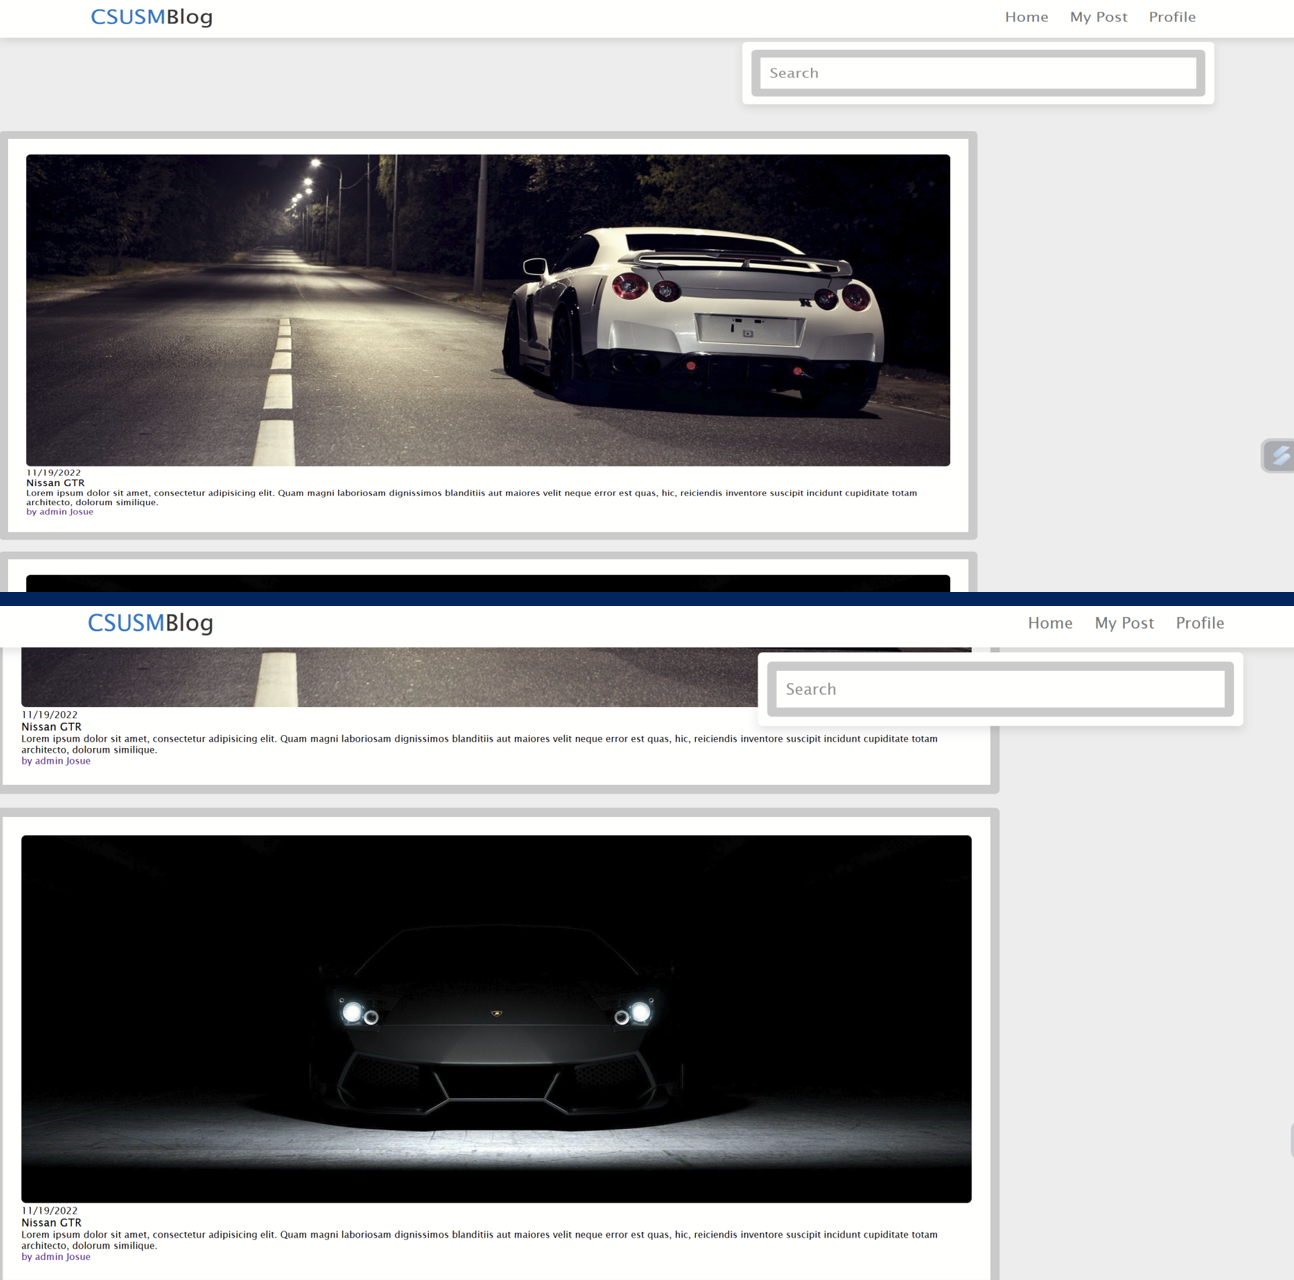 CSUSMBlog
Home My Post Profile
Search
11/19/2022
Nissan GTR
Lorem ipsum dolor sit amet, consectetur adipisicing elit. Quam magni laboriosam dignissimos blanditiis aut maiores velit neque error est quas, hic, reiciendis inventore suscipit incidunt cupiditate totam
architecto, dolorum similique.
by admin Josue
CSUSMBlog
Home My Post Profile
Search
11/19/2022
Nissan GTR
Lorem ipsum dolor sit amet, consectetur adipisicing elit. Quam magni laboriosam dignissimos blanditiis aut maiores velit neque error est quas, hic, reiciendis inventore suscipit incidunt cupiditate totam
architecto, dolorum similique.
by admin Josue
11/19/2022
Nissan GTR
Lorem ipsum dolor sit amet, consectetur adipisicing elit. Quam magni laboriosam dignissimos blanditiis aut maiores velit neque error est quas, hic, reiciendis inventore suscipit incidunt cupiditate totam
architecto, dolorum similique.
by admin Josue